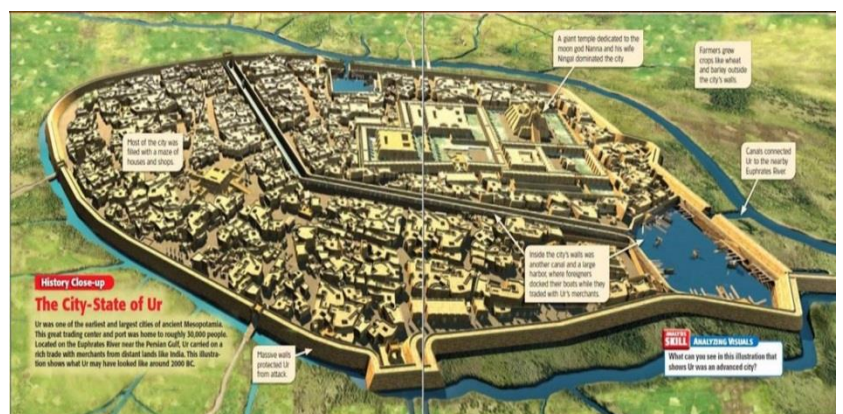 A giant temple dedicated to the
moon god Nanna and his wife
Ningal dominated the city.
Farmers grew
crops like wheat
and barley outside
the city's walls.
Most of the city was
filled with a maze of
houses and shops.
Canals connected
Ur to the nearby
Euphrates River
Inside the city's walls was
another canal and a large
harbor, where foreigners
docked their boats while they
traded with Ur's merchants.
History Close-up
The City-State of Ur
Ur was one of the earliest and largest cities of ancient Mesopotamia.
This great trading center and port was home to roughly 30,000 people.
Located on the Euphrates River near the Persian Gulf, Ur carried on a
rich trade with merchants from distant lands like India. This illustra-
tion shows what Ur may have looked like around 2000 BC.
Massive walls
protected Ur
from attack.
ANALYSIS
SKILL ANALYZING VISUALS
What can you see in this illustration that
shows Ur was an advanced city?